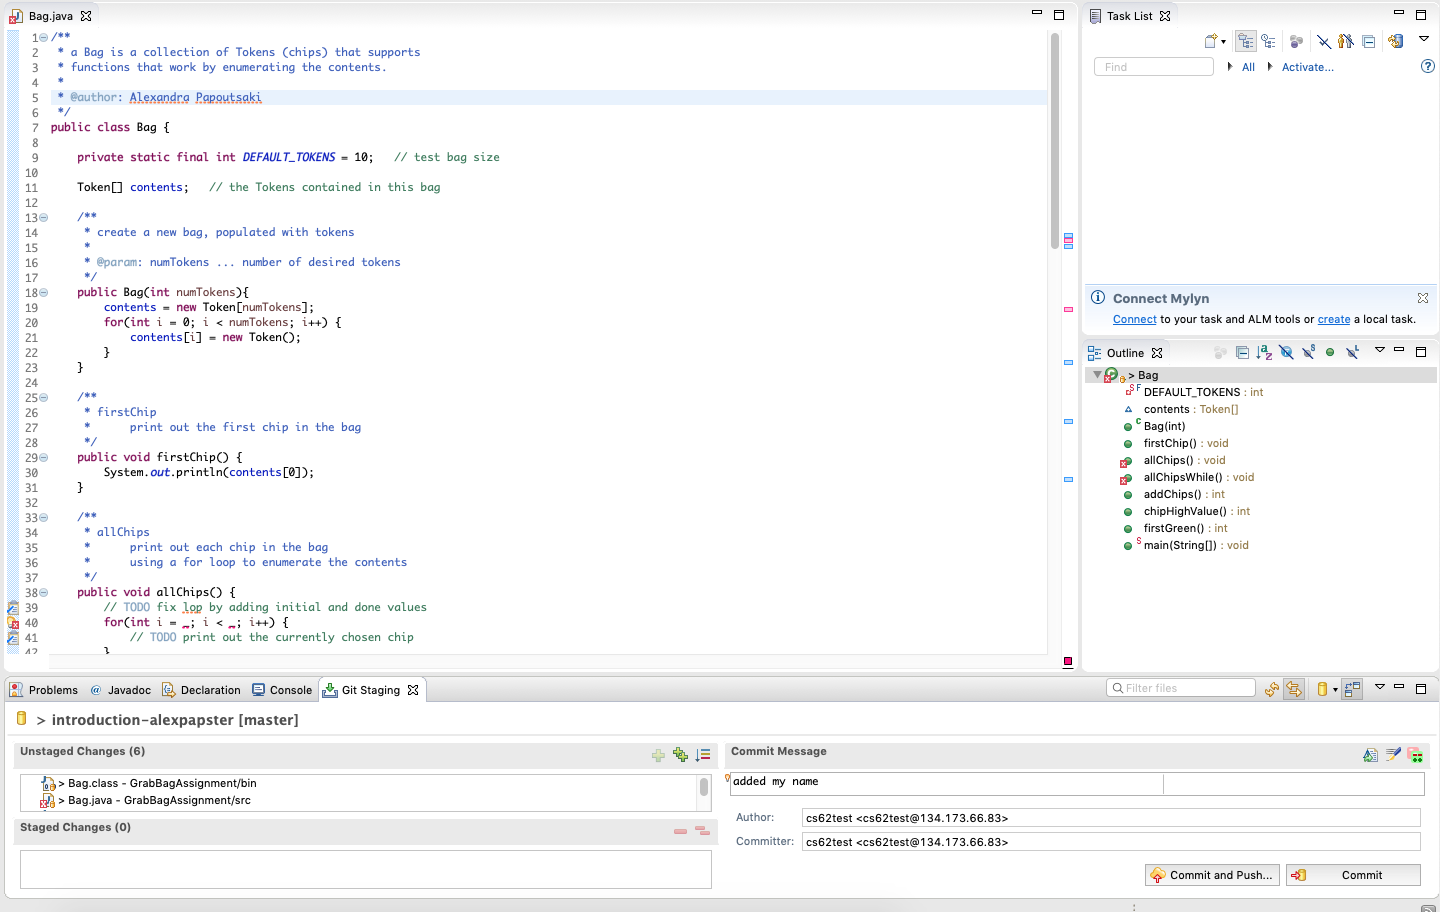 Bag.java
1 /**
2  * a Bag is a collection of Tokens (chips) that supports
3  * functions that work by enumerating the contents.
4  *
5  * @author: Alexandra Papoutsaki
6  */
7 public class Bag {
8
9     private static final int DEFAULT_TOKENS = 10;   // test bag size
10
11     Token[] contents;   // the Tokens contained in this bag
12
13     /**
14      * create a new bag, populated with tokens
15      *
16      * @param: numTokens ... number of desired tokens
17      */
18     public Bag(int numTokens){
19         contents = new Token[numTokens];
20         for(int i = 0; i < numTokens; i++) {
21             contents[i] = new Token();
22         }
23     }
24
25     /**
26      * firstChip
27      *      print out the first chip in the bag
28      */
29     public void firstChip() {
30         System.out.println(contents[0]);
31     }
32
33     /**
34      * allChips
35      *      print out each chip in the bag
36      *      using a for loop to enumerate the contents
37      */
38     public void allChips() {
39         // TODO fix lop by adding initial and done values
40         for(int i = _; i < _; i++) {
41             // TODO print out the currently chosen chip
42         }
Task List
Find
All
Activate...
Connect Mylyn
Connect to your task and ALM tools or create a local task.
Outline
> Bag
DEFAULT_TOKENS : int
contents : Token[]
Bag(int)
firstChip() : void
allChips() : void
allChipsWhile() : void
addChips() : int
chipHighValue() : int
firstGreen() : int
main(String[]) : void
Problems
@ Javadoc
Declaration
Console
Git Staging
Filter files
> introduction-alexpapster [master]
Unstaged Changes (6)
> Bag.class - GrabBagAssignment/bin
> Bag.java - GrabBagAssignment/src
Staged Changes (0)
Commit Message
added my name
Author: cs62test <cs62test@134.173.66.83>
Committer: cs62test <cs62test@134.173.66.83>
Commit and Push...
Commit